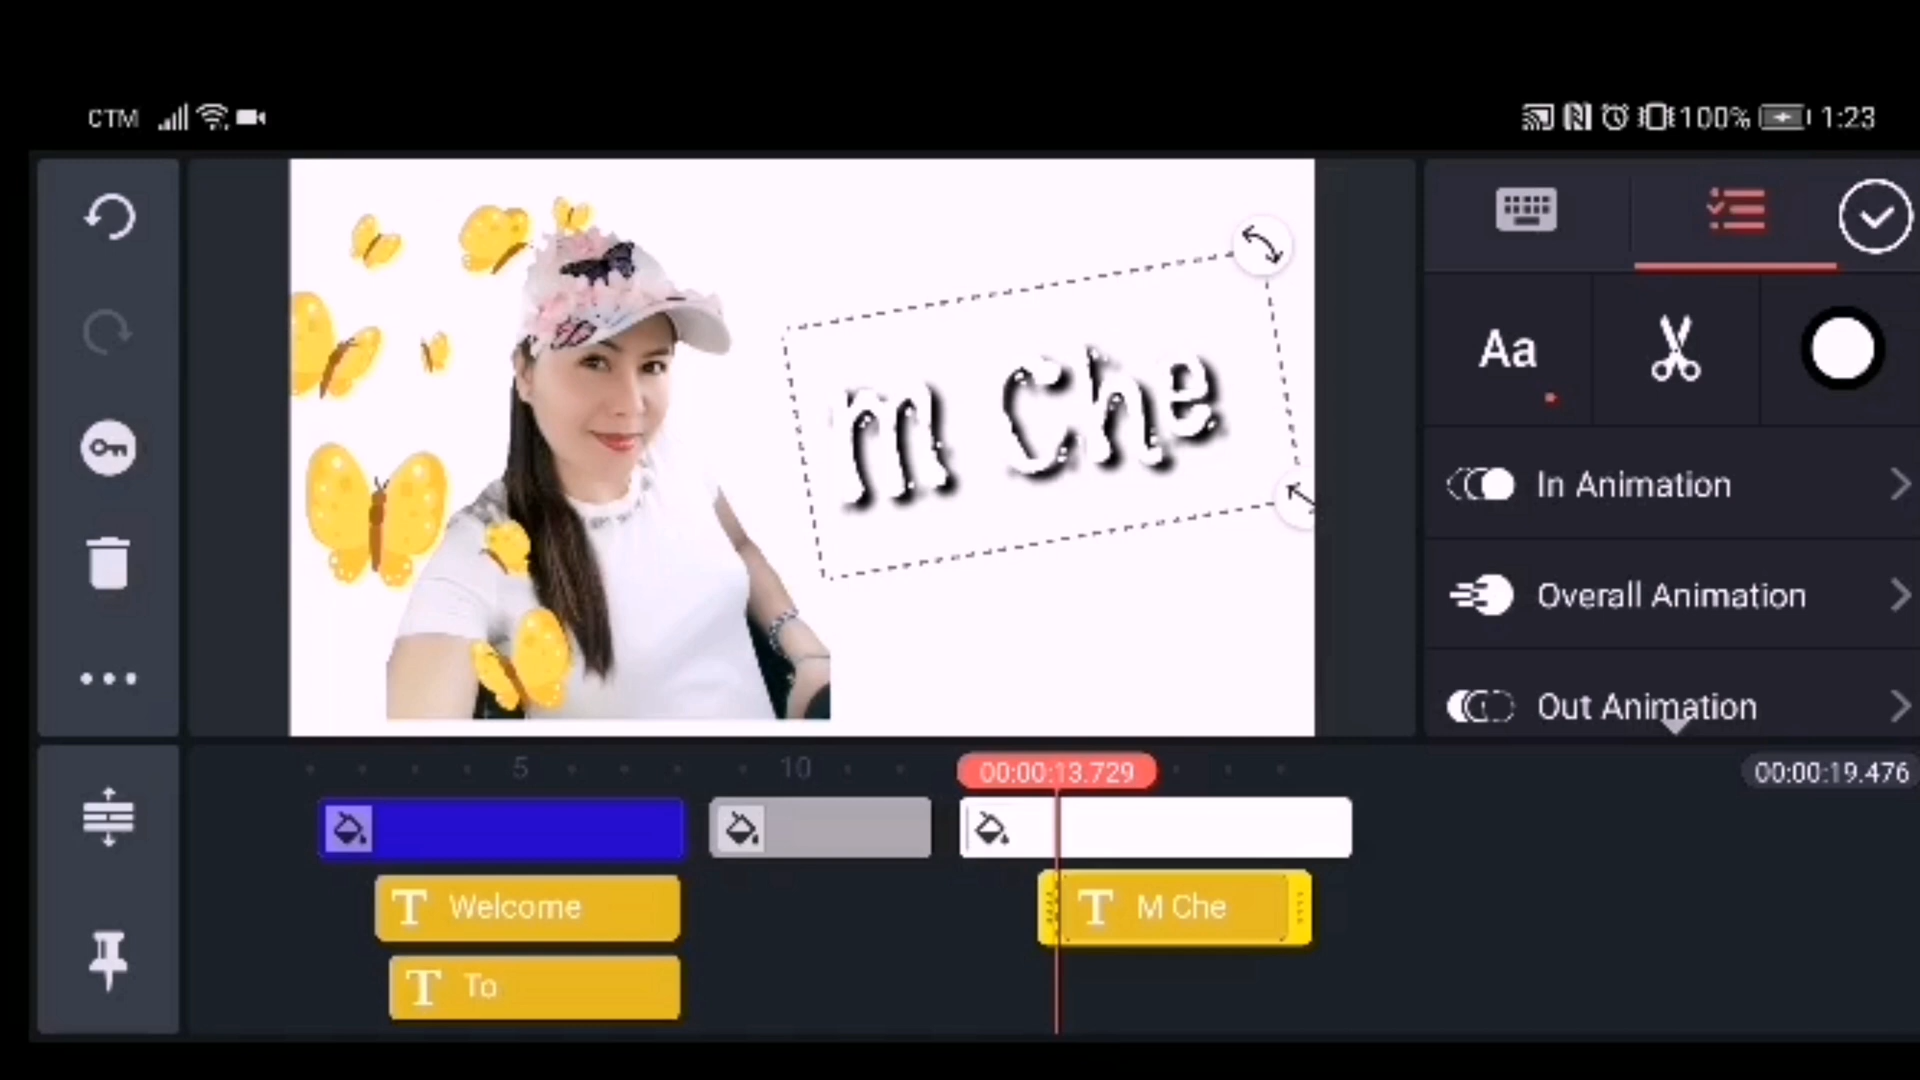 CTM 100% 1:23
m Che
Aa
In Animation
Overall Animation
Out Animation
5 10 00:00:13.729 00:00:19.476
T Welcome
T M Che
T To